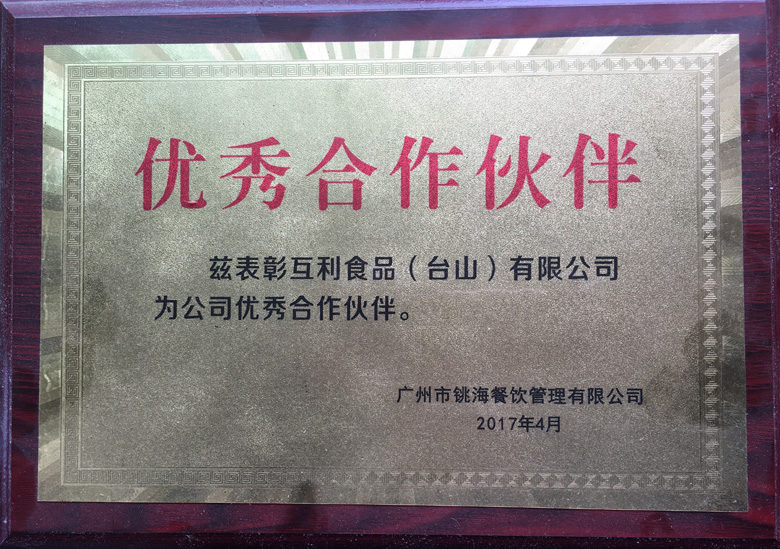 优秀合作伙伴
兹表彰互利食品（台山）有限公司
为公司优秀合作伙伴。
广州市铫海餐饮管理有限公司
2017年4月